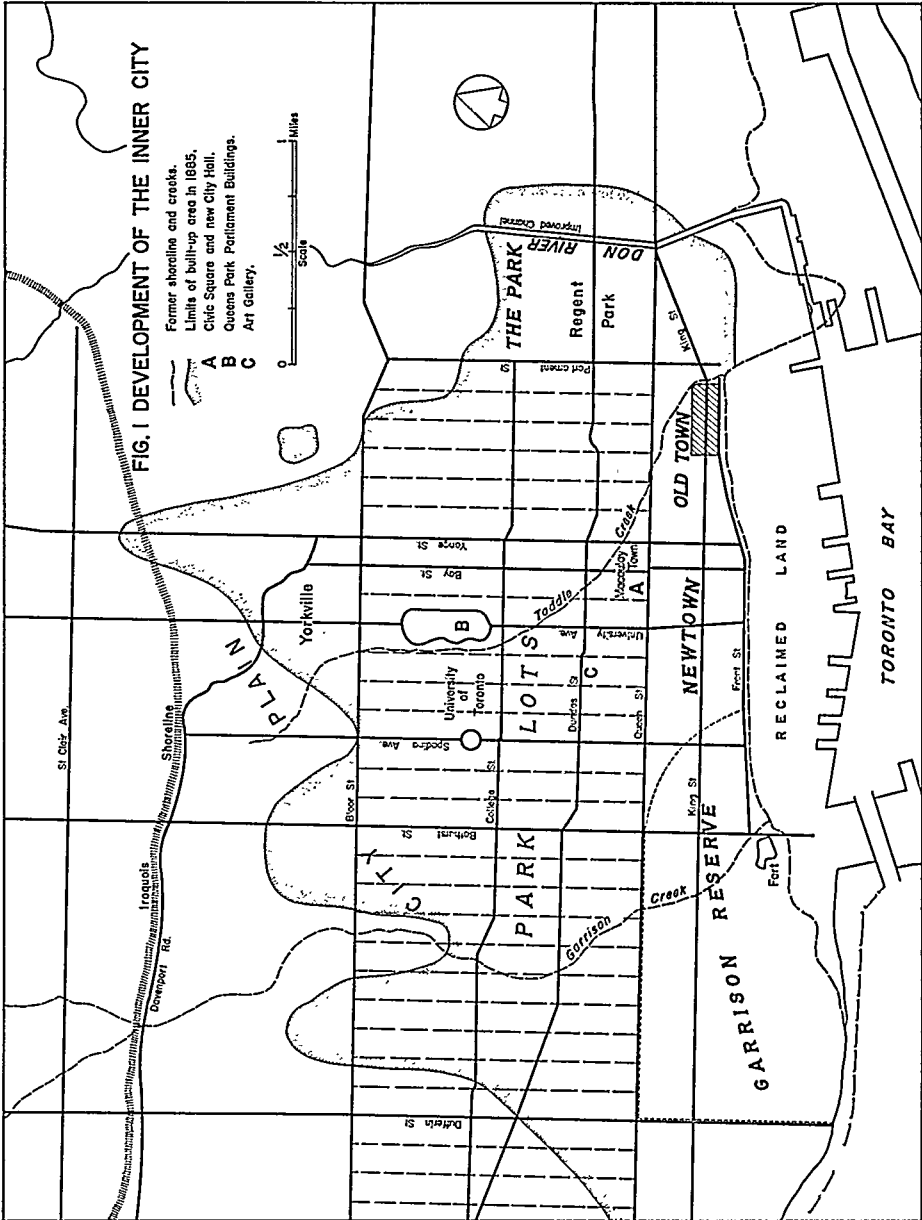 FIG. 1 DEVELOPMENT OF THE INNER CITY
Former shoreline and creeks.
Limits of built-up area in 1885.
A Civic Square and new City Hall.
B Queens Park Parliament Buildings.
C Art Gallery.
0 1/2 1 Miles
Scale
St Clair Ave.
Iroquois Shoreline
Davenport Rd.
CITY PLAIN
Yorkville
Bloor St
University
of
Toronto
B
College St
THE PARK
Regent
Park
DON RIVER
Improved Channel
PARK LOTS
Dundas St
C
Queen St
Macaulay
Town
A
Taddle Creek
Garrison Creek
Dufferin St
Bathurst St
Spadina Ave.
University Ave.
Bay St.
Yonge St.
Parliament St
OLD TOWN
NEWTOWN
King St
King St
Front St
GARRISON RESERVE
Fort
RECLAIMED LAND
TORONTO BAY